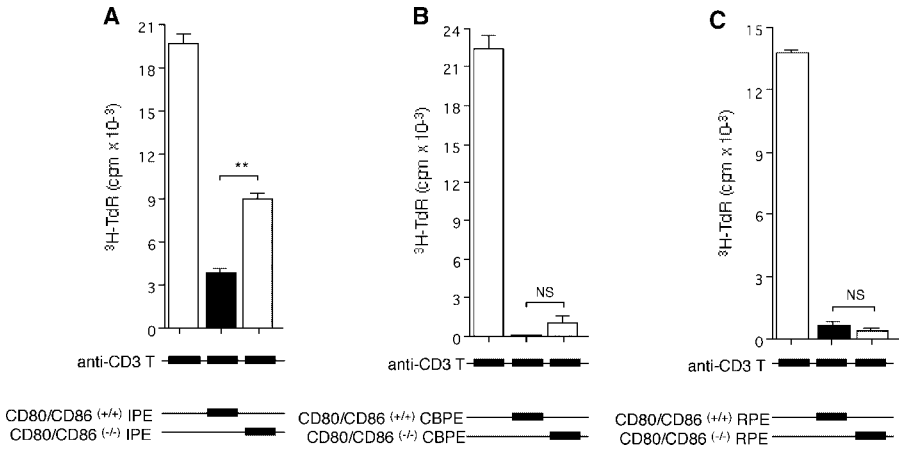 A
21
18
15
12
9
6
3
0
³H-TdR (cpm x 10⁻³)
**
anti-CD3 T
CD80/CD86 (+/+) IPE
CD80/CD86 (-/-) IPE
B
24
21
18
15
12
9
6
3
0
³H-TdR (cpm x 10⁻³)
NS
anti-CD3 T
CD80/CD86 (+/+) CBPE
CD80/CD86 (-/-) CBPE
C
15
12
9
6
3
0
³H-TdR (cpm x 10⁻³)
NS
anti-CD3 T
CD80/CD86 (+/+) RPE
CD80/CD86 (-/-) RPE